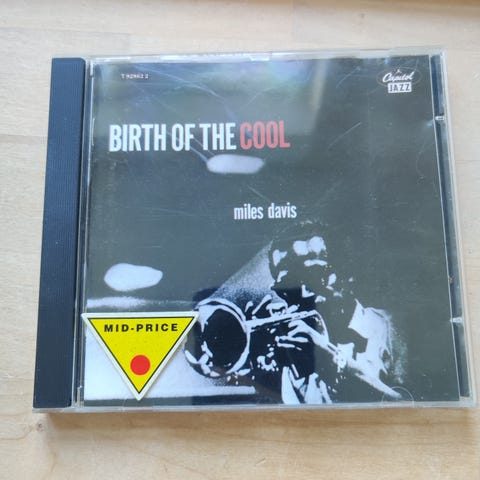 T 92862 2
Capitol
JAZZ
BIRTH OF THE COOL
miles davis
MID-PRICE